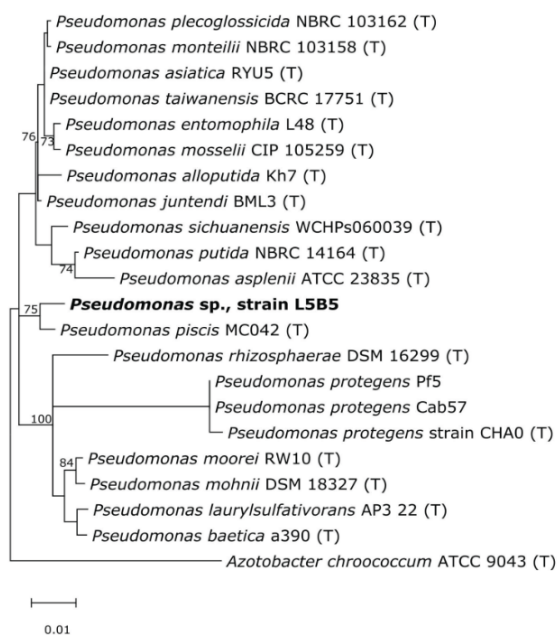 Pseudomonas plecoglossicida NBRC 103162 (T)
Pseudomonas monteilii NBRC 103158 (T)
Pseudomonas asiatica RYU5 (T)
Pseudomonas taiwanensis BCRC 17751 (T)
76
73
Pseudomonas entomophila L48 (T)
Pseudomonas mosselii CIP 105259 (T)
Pseudomonas alloputida Kh7 (T)
Pseudomonas juntendi BML3 (T)
Pseudomonas sichuanensis WCHPs060039 (T)
Pseudomonas putida NBRC 14164 (T)
74
Pseudomonas asplenii ATCC 23835 (T)
Pseudomonas sp., strain L5B5
75
Pseudomonas piscis MC042 (T)
Pseudomonas rhizosphaerae DSM 16299 (T)
Pseudomonas protegens Pf5
Pseudomonas protegens Cab57
100
Pseudomonas protegens strain CHA0 (T)
Pseudomonas moorei RW10 (T)
84
Pseudomonas mohnii DSM 18327 (T)
Pseudomonas laurylsulfativorans AP3 22 (T)
Pseudomonas baetica a390 (T)
Azotobacter chroococcum ATCC 9043 (T)
0.01